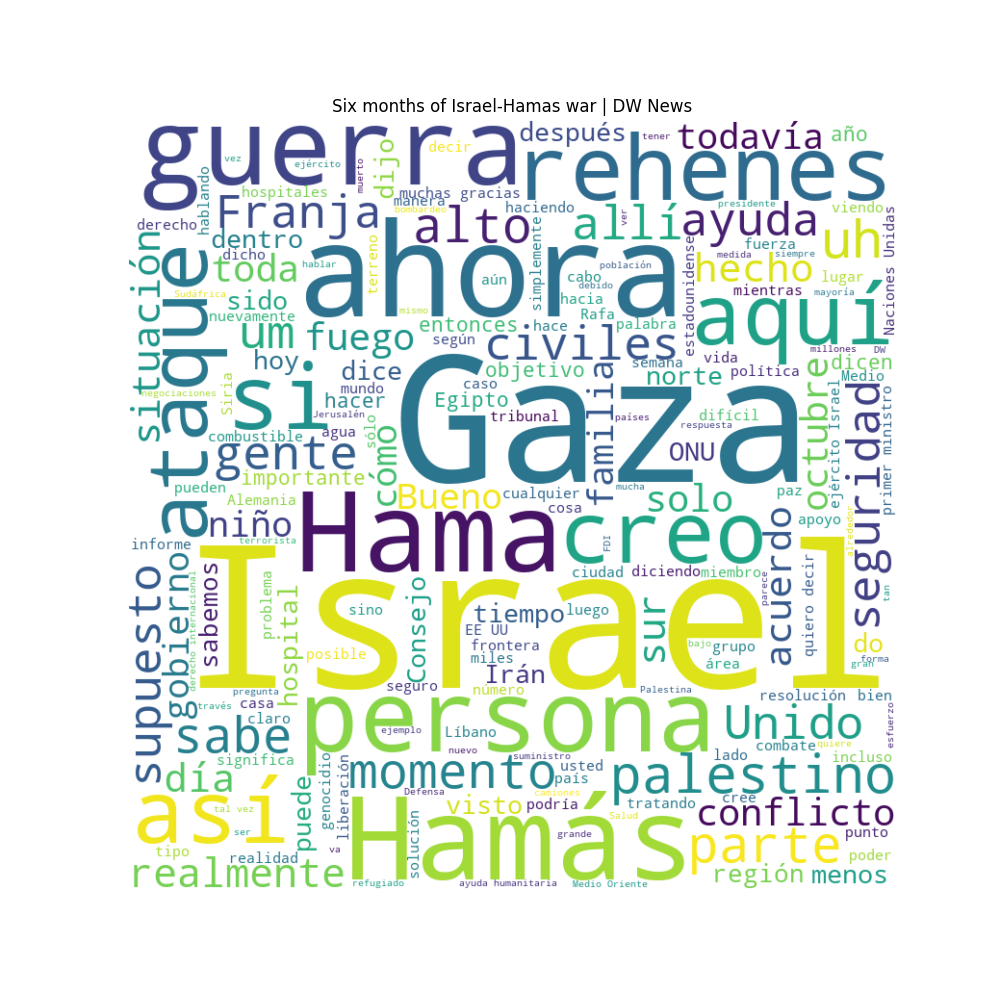 Six months of Israel-Hamas war | DW News
guerra
rehenes
después
tener
todavía
año
vez
ejército
muerto
dijo
decir
hablando
hospitales
muchas gracias
manera
bombardeo
haciendo
presidente
ver
viendo
derecho
Franja
alto
allí
ayuda
uh
Naciones Unidas
situación
ataque
dentro
dicho
toda
hablar
ahora
terreno
aún
simplemente
población
cabo
debido
hacia
estadounidense
fuerza
medida
siempre
hecho
lugar
mientras
mayoría
Sudáfrica
sido
nuevamente
um
fuego
mismo
entonces
según
hace
Rafa
palabra
aquí
hoy
dice
civiles
objetivo
semana
vida
política
millones
DW
dicen
Medio
negociaciones
Siria
si
mundo
hacer
Jerusalén
caso
Egipto
tribunal
familia
norte
países
difícil
respuesta
octubre
ejército Israel
primer ministro
combustible
agua
sólo
cómo
Gaza
ONU
seguridad
gente
importante
pueden
Alemania
Bueno
cualquier
cosa
mucha
solo
paz
apoyo
alrededor
niño
terrorista
Hama
creo
FDI
acuerdo
informe
ciudad
diciendo
miembro
parece
quiero decir
tan
supuesto
gobierno
derecho internacional
sabemos
problema
hospital
Israel
sino
Consejo
tiempo
luego
EE UU
frontera
miles
Irán
sur
bajo
grupo
área
do
forma
gran
posible
pregunta
casa
través
claro
seguro
número
Palestina
resolución
bien
esfuerzo
persona
ejemplo
Líbano
nuevo
Unido
combate
quiere
incluso
sabe
significa
genocidio
liberación
momento
suministro
usted
país
palestino
lado
día
puede
Defensa
camiones
visto
podría
tratando
cree
conflicto
así
tal vez
ser
va
Hamás
solución
grande
Salud
parte
punto
poder
tipo
realidad
realmente
refugiado
ayuda humanitaria
Medio Oriente
región
menos